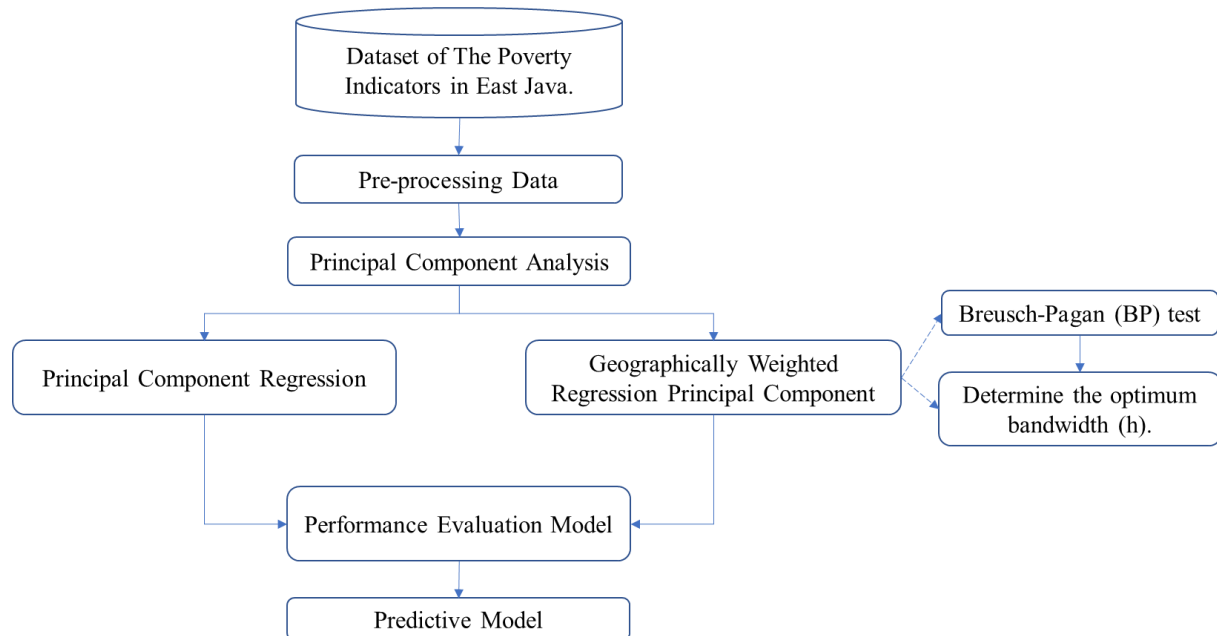 Dataset of The Poverty
Indicators in East Java.
Pre-processing Data
Principal Component Analysis
Principal Component Regression
Geographically Weighted
Regression Principal Component
Breusch-Pagan (BP) test
Determine the optimum
bandwidth (h).
Performance Evaluation Model
Predictive Model